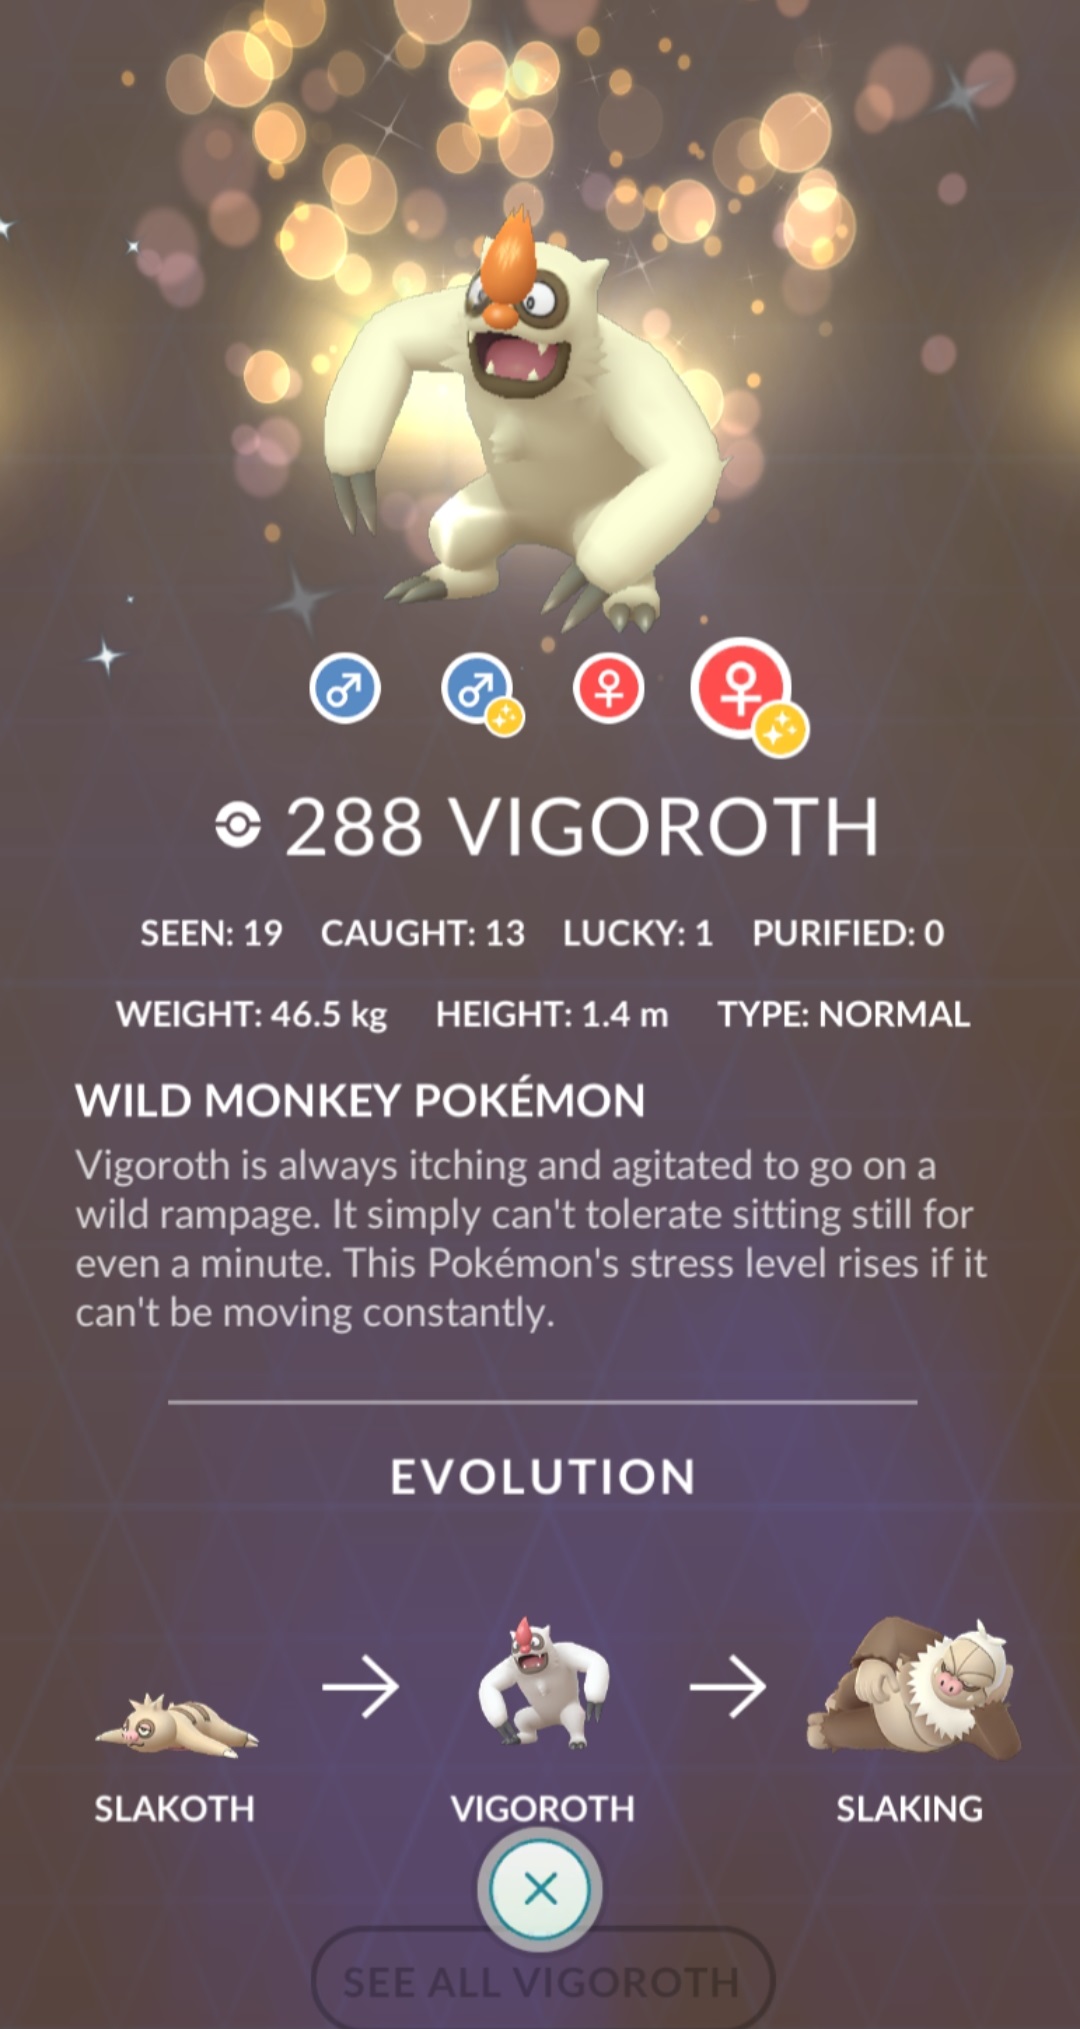 288 VIGOROTH
SEEN: 19 CAUGHT: 13 LUCKY: 1 PURIFIED: 0
WEIGHT: 46.5 kg HEIGHT: 1.4 m TYPE: NORMAL
WILD MONKEY POKÉMON
Vigoroth is always itching and agitated to go on a
wild rampage. It simply can't tolerate sitting still for
even a minute. This Pokémon's stress level rises if it
can't be moving constantly.
EVOLUTION
SLAKOTH VIGOROTH SLAKING
SEE ALL VIGOROTH